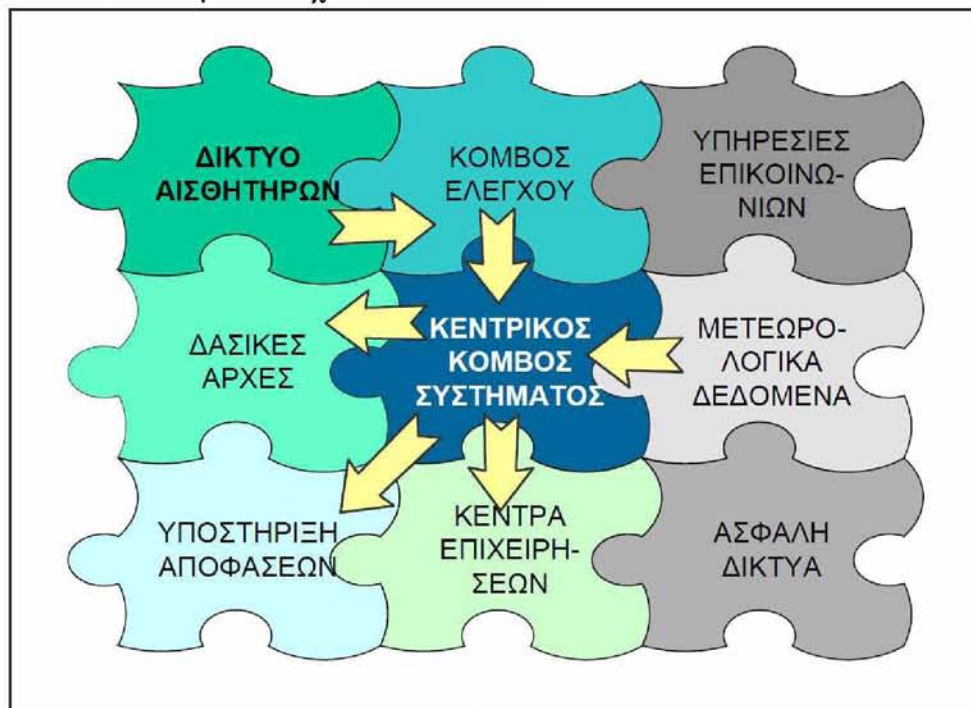 ΔΙΚΤΥΟ
ΑΙΣΘΗΤΗΡΩΝ
ΚΟΜΒΟΣ
ΕΛΕΓΧΟΥ
ΥΠΗΡΕΣΙΕΣ
ΕΠΙΚΟΙΝΩ-
ΝΙΩΝ
ΔΑΣΙΚΕΣ
ΑΡΧΕΣ
ΚΕΝΤΡΙΚΟΣ
ΚΟΜΒΟΣ
ΣΥΣΤΗΜΑΤΟΣ
ΜΕΤΕΩΡΟ-
ΛΟΓΙΚΑ
ΔΕΔΟΜΕΝΑ
ΥΠΟΣΤΗΡΙΞΗ
ΑΠΟΦΑΣΕΩΝ
ΚΕΝΤΡΑ
ΕΠΙΧΕΙΡΗ-
ΣΕΩΝ
ΑΣΦΑΛΗ
ΔΙΚΤΥΑ